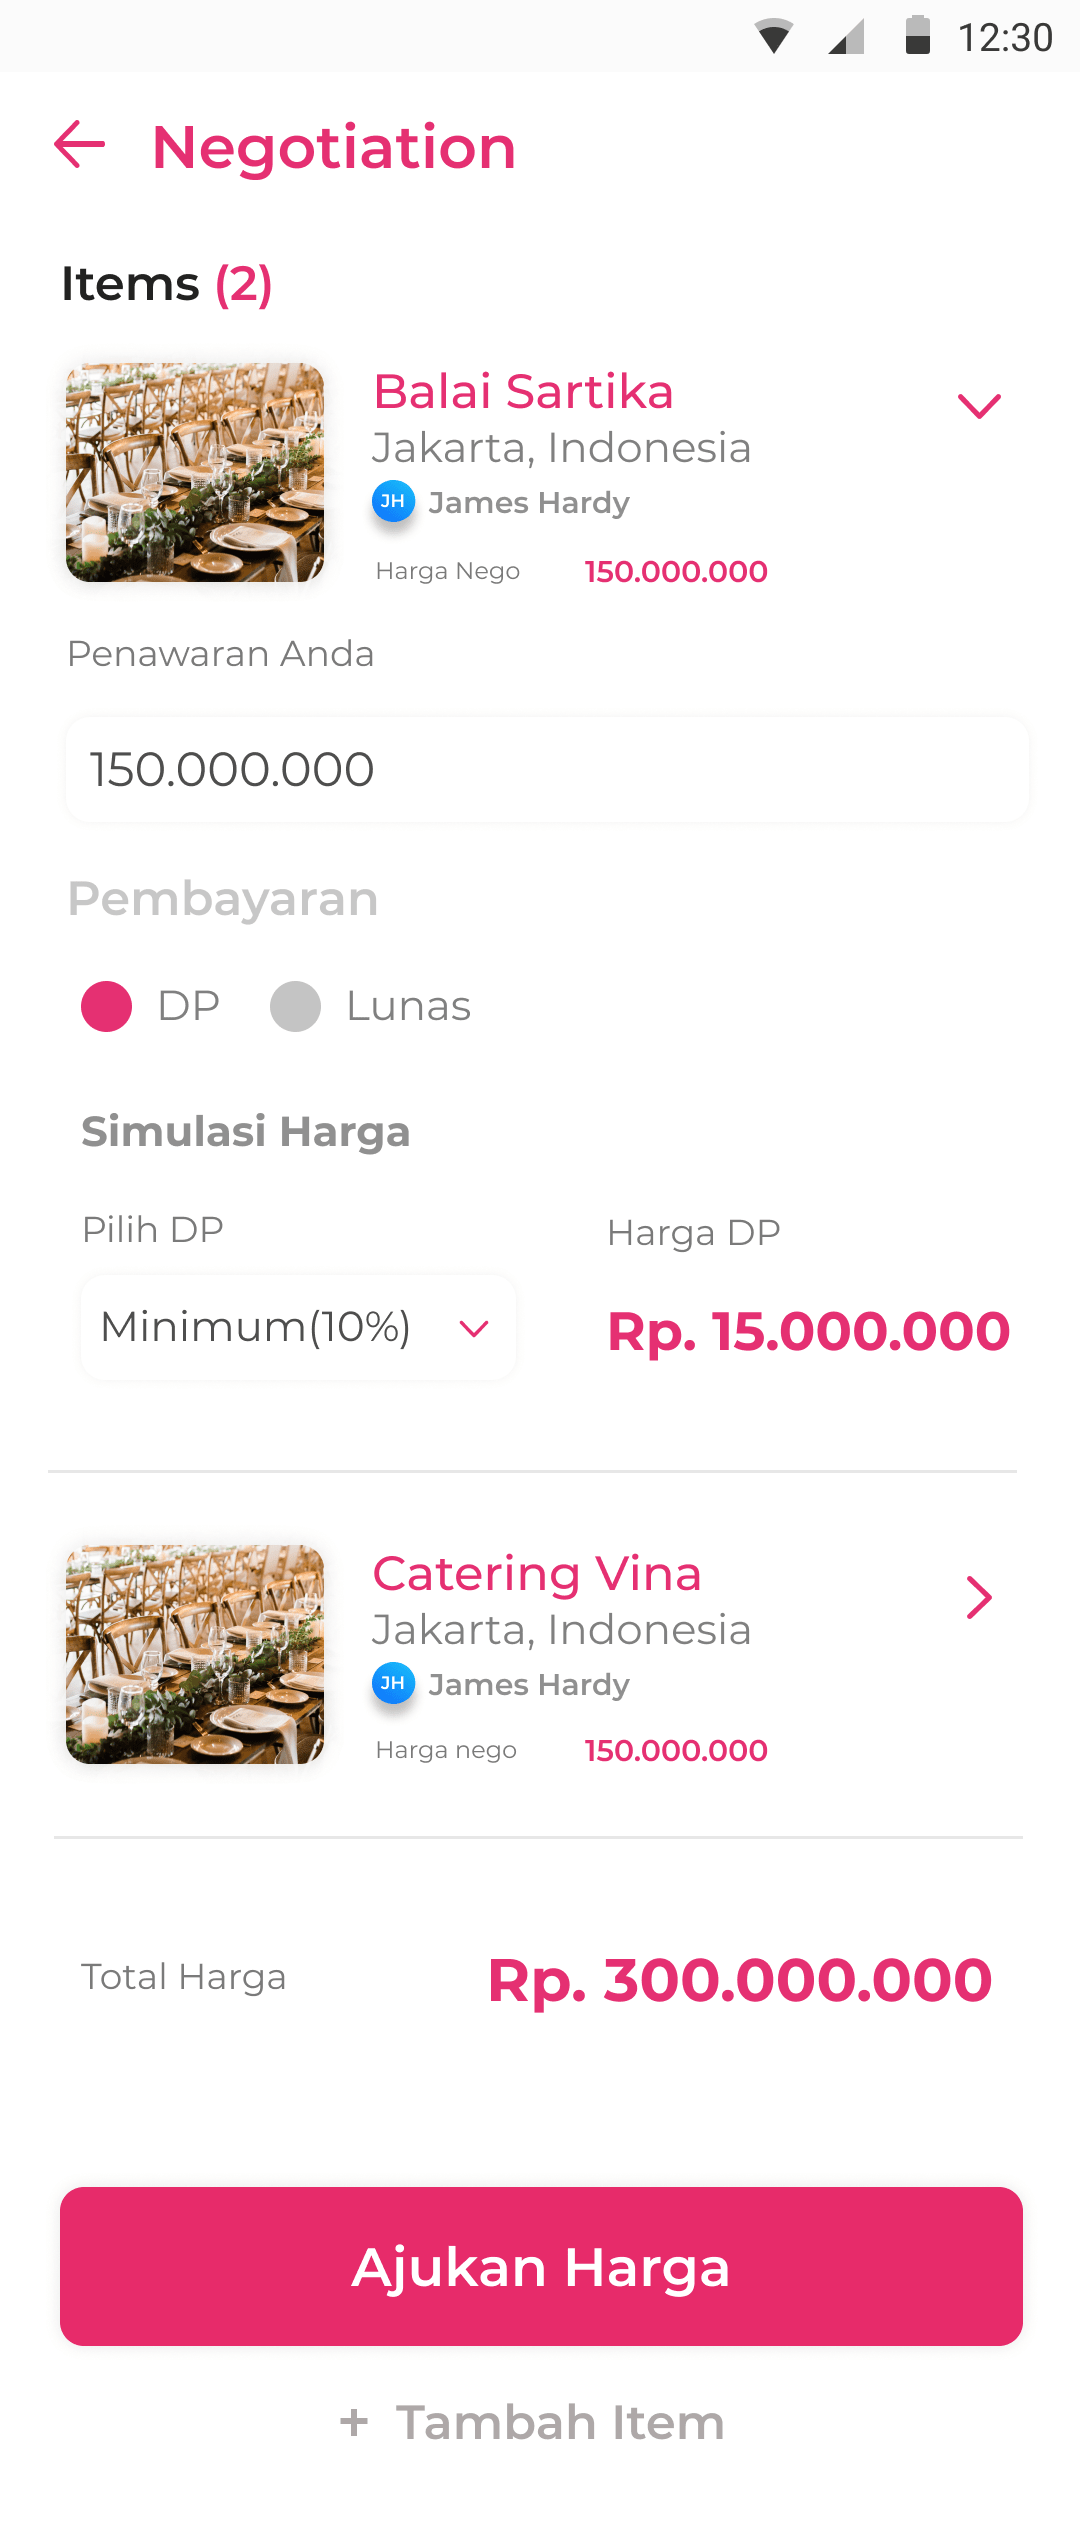 12:30
Negotiation
Items (2)
Balai Sartika
Jakarta, Indonesia
JH James Hardy
Harga Nego 150.000.000
Penawaran Anda
150.000.000
Pembayaran
DP Lunas
Simulasi Harga
Pilih DP Harga DP
Minimum(10%) Rp. 15.000.000
Catering Vina
Jakarta, Indonesia
JH James Hardy
Harga nego 150.000.000
Total Harga Rp. 300.000.000
Ajukan Harga
+ Tambah Item